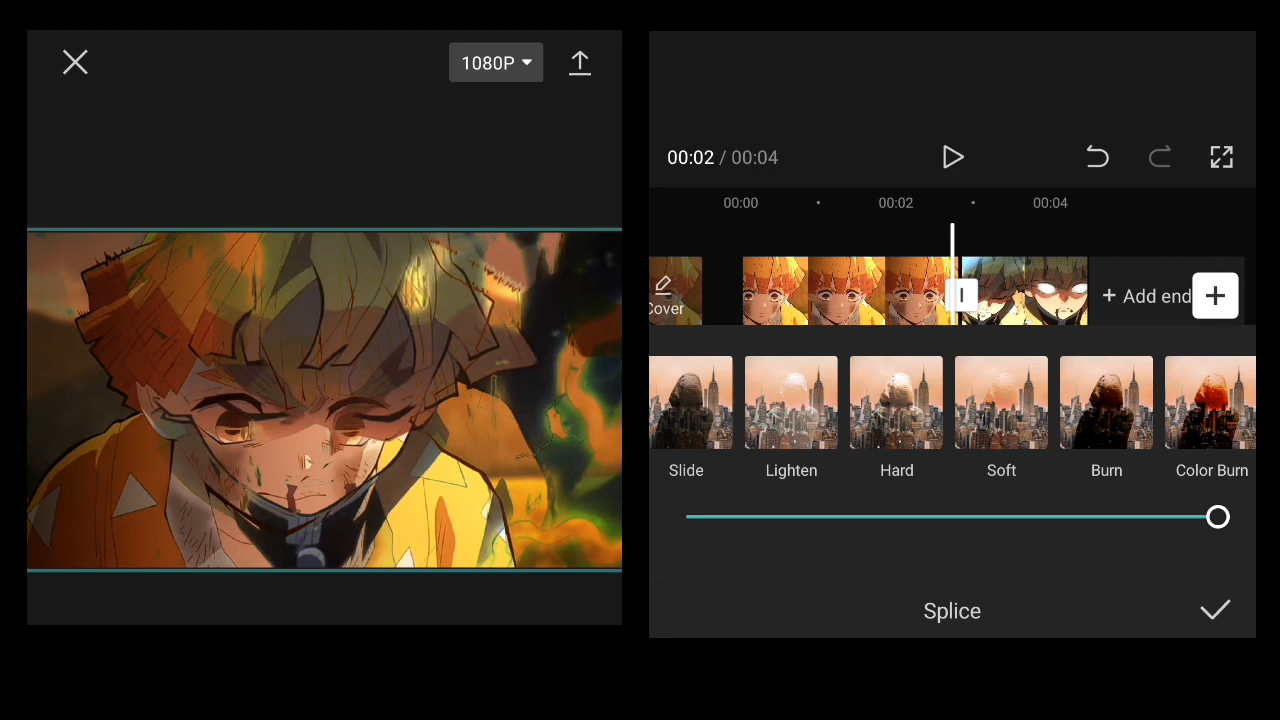 1080P
00:02 / 00:04
00:00
00:02
00:04
Cover
+ Add end
Slide
Lighten
Hard
Soft
Burn
Color Burn
Splice